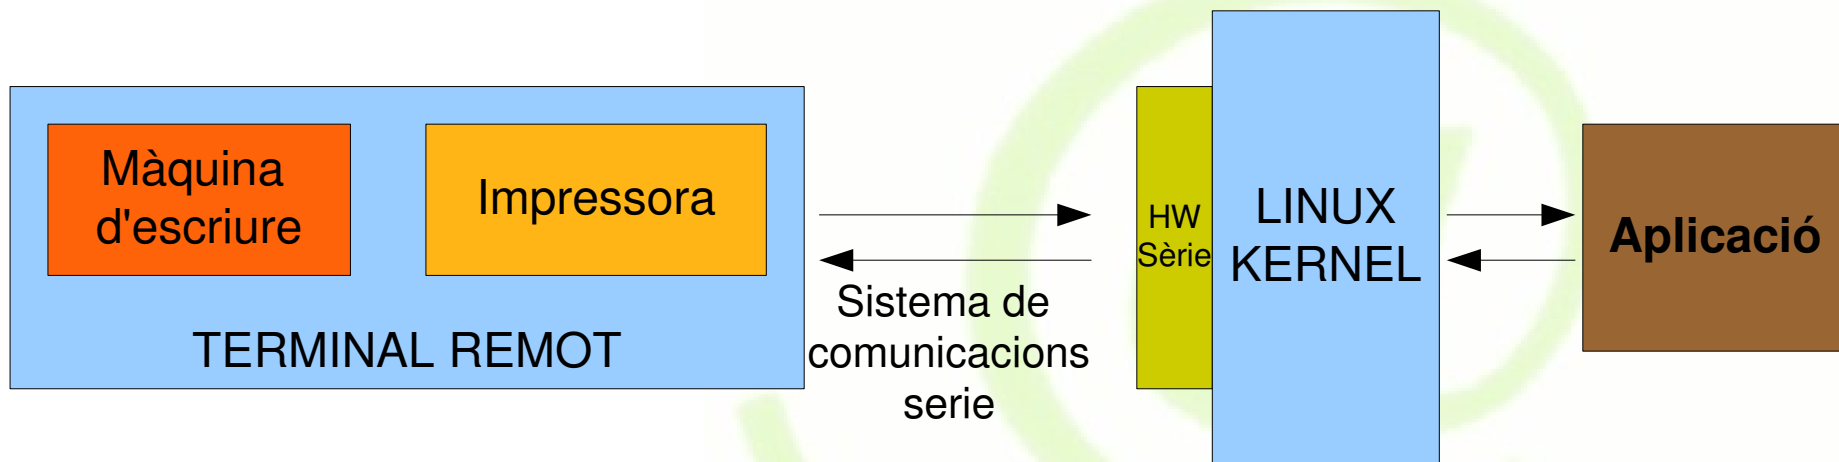 Màquina
d'escriure
Impressora
TERMINAL REMOT
Sistema de
comunicacions
serie
HW
Sèrie
LINUX
KERNEL
Aplicació